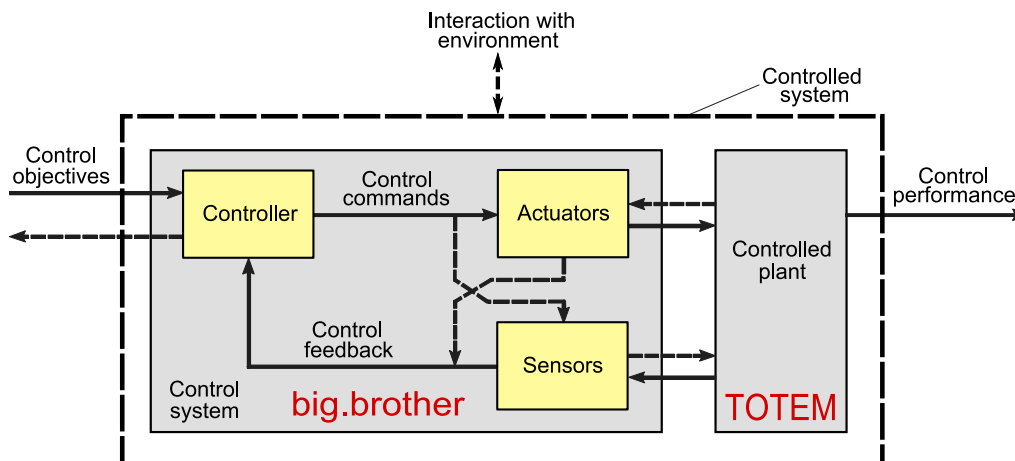 Interaction with
environment
Controlled
system
Control
objectives
Controller
Control
commands
Actuators
Control
performance
Controlled
plant
Control
feedback
Sensors
Control
system
big.brother
TOTEM